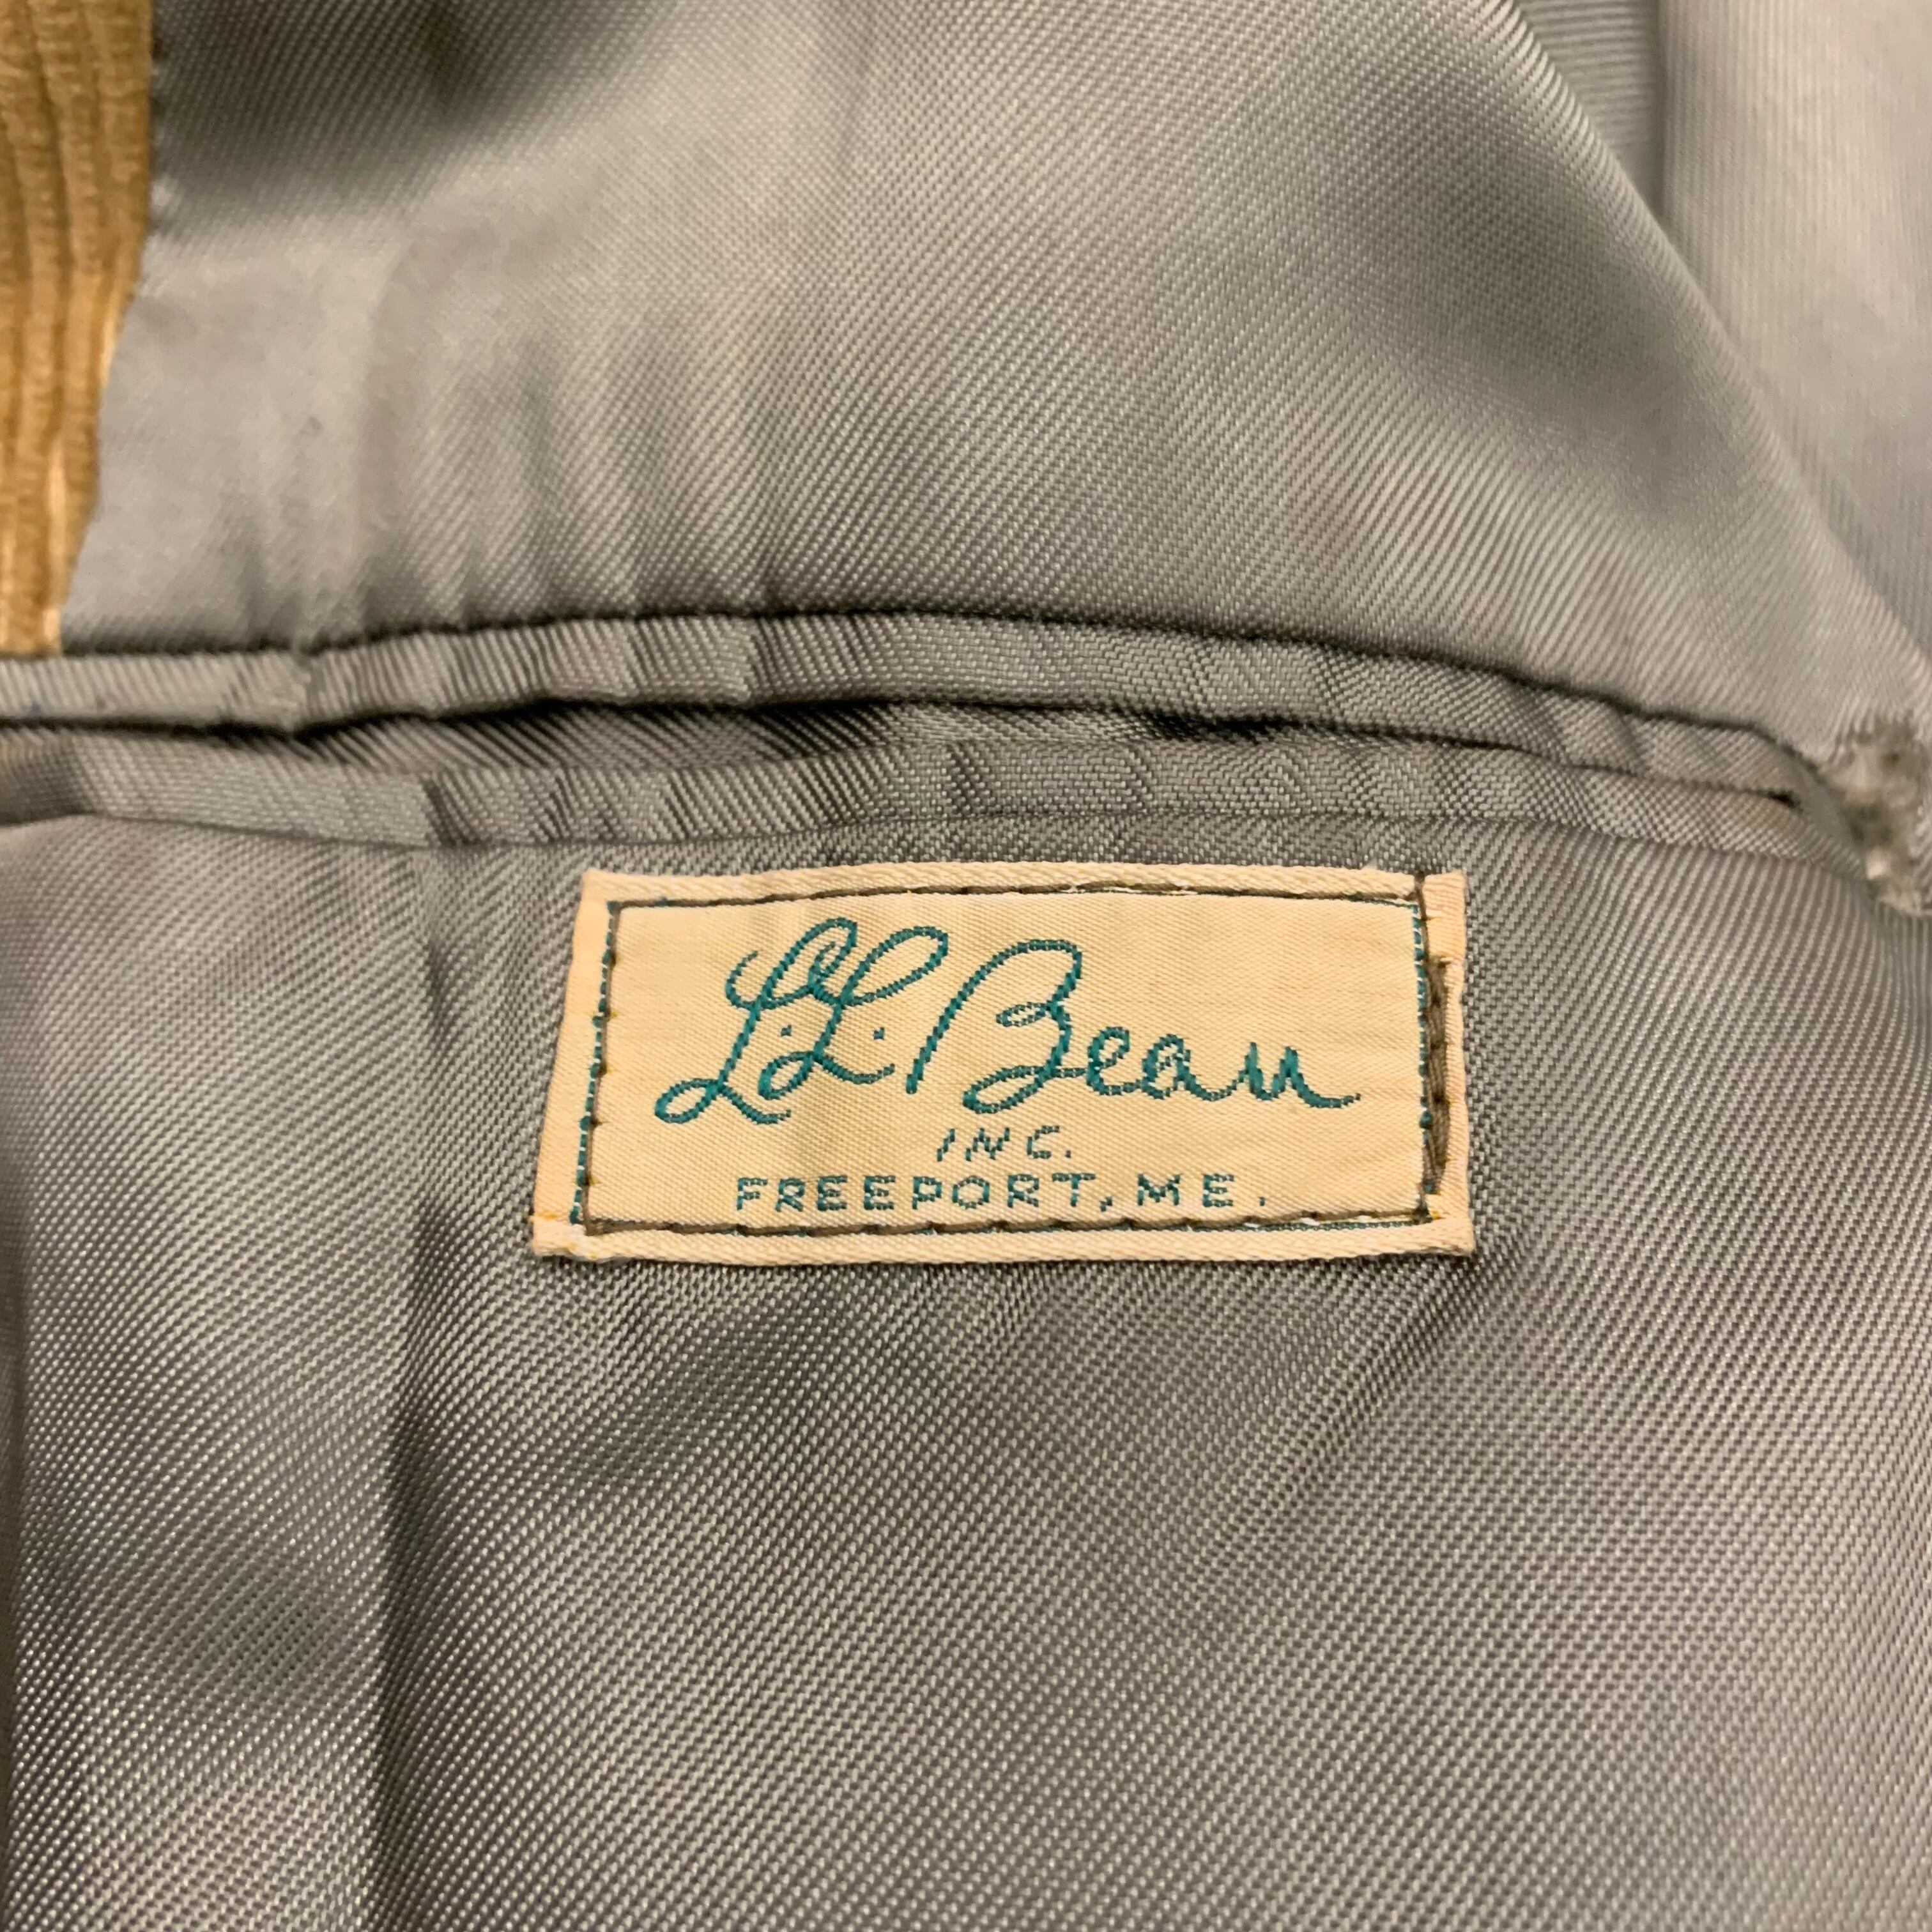 L.L. Bean
INC.
FREEPORT, ME.